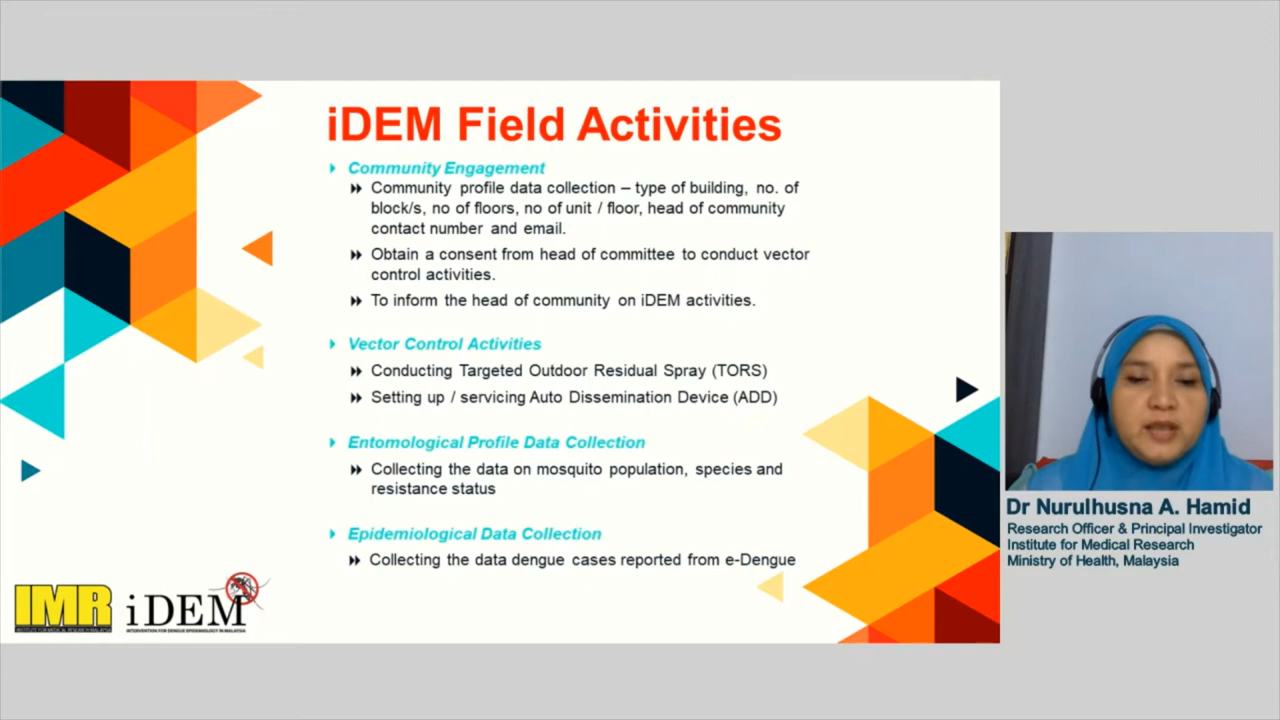 iDEM Field Activities
Community Engagement
Community profile data collection – type of building, no. of
block/s, no of floors, no of unit / floor, head of community
contact number and email.
Obtain a consent from head of committee to conduct vector
control activities.
To inform the head of community on iDEM activities.
Vector Control Activities
Conducting Targeted Outdoor Residual Spray (TORS)
Setting up / servicing Auto Dissemination Device (ADD)
Entomological Profile Data Collection
Collecting the data on mosquito population, species and
resistance status
Epidemiological Data Collection
Collecting the data dengue cases reported from e-Dengue
IMR
INSTITUTE FOR MEDICAL RESEARCH MALAYSIA
iDEM
INTERVENTION FOR DENGUE EPIDEMIOLOGY IN MALAYSIA
Dr Nurulhusna A. Hamid
Research Officer & Principal Investigator
Institute for Medical Research
Ministry of Health, Malaysia